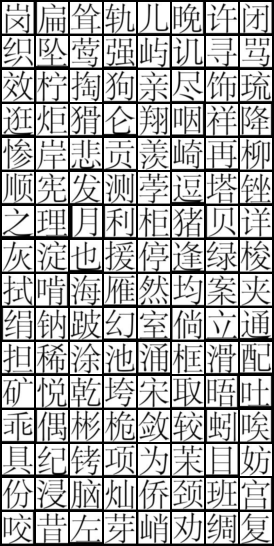 岗扁耸轨儿晚许闭
织坠莺强屿讥寻骂
效柠掏狗亲尽饰琉
逛炬猾仑翔咽祥降
惨岸悲贡羡崎再柳
顺宪发测荸逗塔锉
之理月利柜猪贝详
灰淀也援停逢绿梭
拭啃海雁然均案夹
绢钠跛幻室倘立通
担稀涂池涌框滑配
矿悦乾垮宋取晤吐
乖偶彬桅敛较蚓唉
具纪铐项为茉目妨
份浸脑灿侨颈班宫
咬昔左芽峭劝绸复